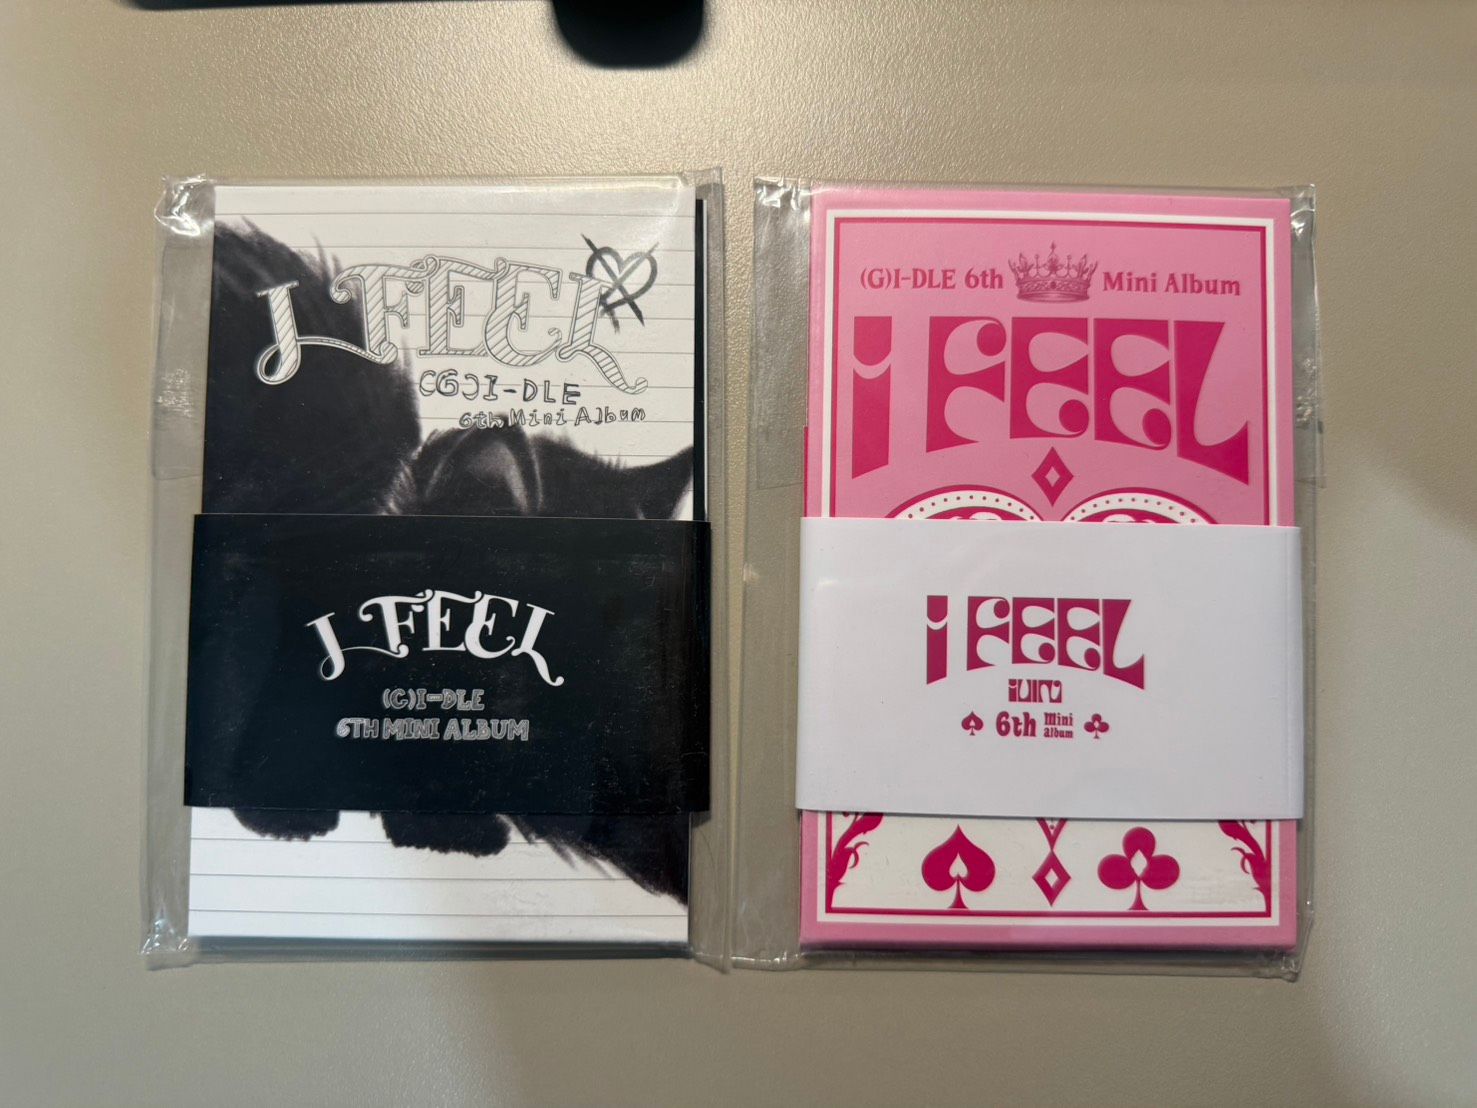 I FEEL
(G)I-DLE
6th Mini Album
I FEEL
(G)I-DLE
6TH MINI ALBUM
(G)I-DLE 6th Mini Album
i FEEL
i FEEL
6th Mini album